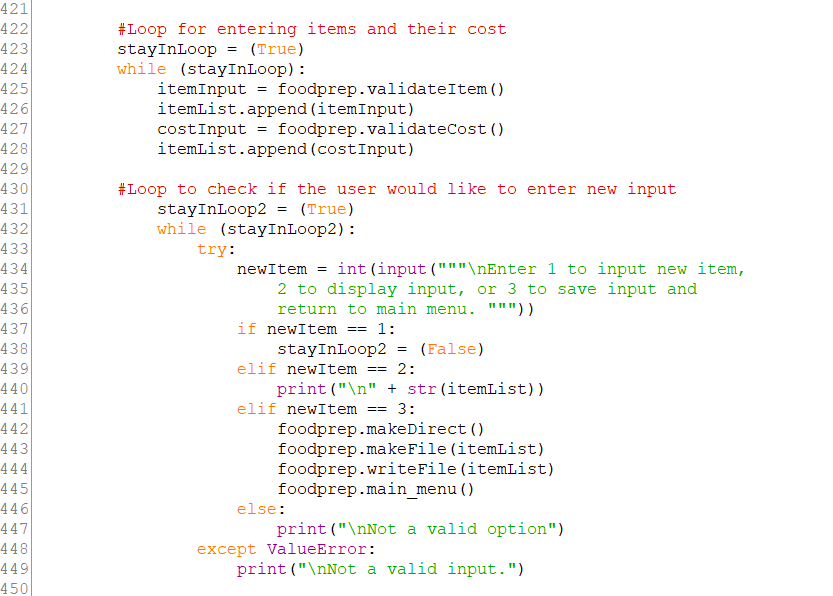 421
422         #Loop for entering items and their cost
423         stayInLoop = (True)
424         while (stayInLoop):
425             itemInput = foodprep.validateItem()
426             itemList.append(itemInput)
427             costInput = foodprep.validateCost()
428             itemList.append(costInput)
429
430         #Loop to check if the user would like to enter new input
431             stayInLoop2 = (True)
432             while (stayInLoop2):
433                 try:
434                     newItem = int(input("""\nEnter 1 to input new item,
435                         2 to display input, or 3 to save input and
436                         return to main menu. """))
437                     if newItem == 1:
438                         stayInLoop2 = (False)
439                     elif newItem == 2:
440                         print("\n" + str(itemList))
441                     elif newItem == 3:
442                         foodprep.makeDirect()
443                         foodprep.makeFile(itemList)
444                         foodprep.writeFile(itemList)
445                         foodprep.main_menu()
446                     else:
447                         print("\nNot a valid option")
448                 except ValueError:
449                     print("\nNot a valid input.")
450